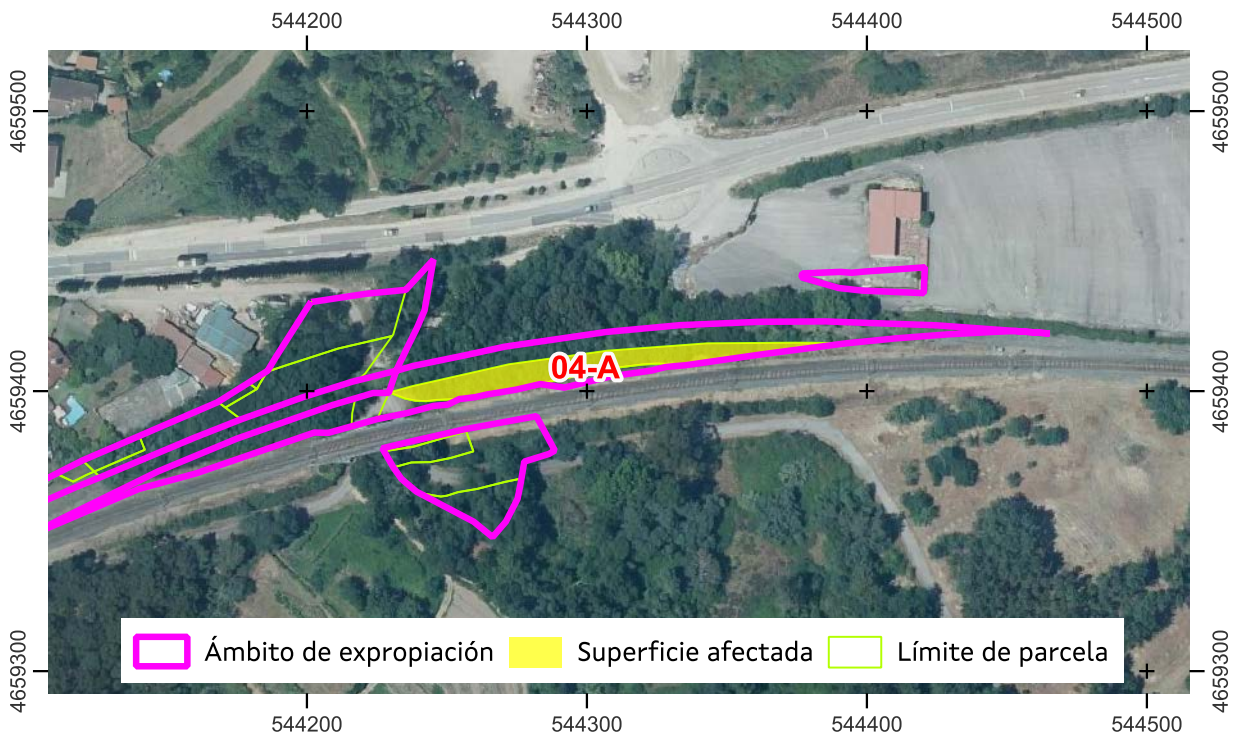 544200 544300 544400 544500
4659500 4659500
04-A
4659400 4659400
Ámbito de expropiación Superficie afectada Límite de parcela
4659300 4659300
544200 544300 544400 544500